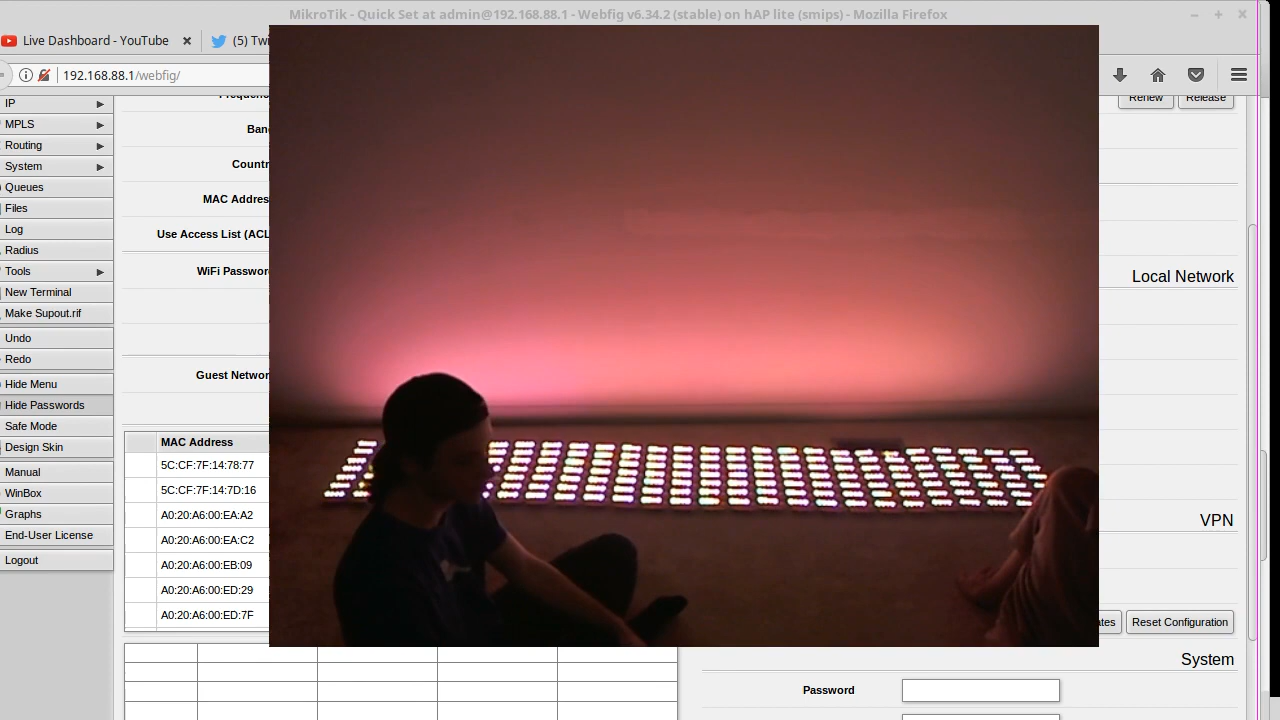 MikroTik - Quick Set at admin@192.168.88.1 - Webfig v6.34.2 (stable) on hAP lite (smips) - Mozilla Firefox
Live Dashboard - YouTube
(5) Twi
192.168.88.1/webfig/
IP
MPLS
Routing
System
Queues
Files
Log
Radius
Tools
New Terminal
Make Supout.rif
Undo
Redo
Hide Menu
Hide Passwords
Safe Mode
Design Skin
Manual
WinBox
Graphs
End-User License
Logout
Frequenc
Band
Countr
MAC Addres
Use Access List (ACL
WiFi Passwor
Guest Networ
MAC Address
5C:CF:7F:14:78:77
5C:CF:7F:14:7D:16
A0:20:A6:00:EA:A2
A0:20:A6:00:EA:C2
A0:20:A6:00:EB:09
A0:20:A6:00:ED:29
A0:20:A6:00:ED:7F
Renew
Release
Local Network
VPN
ates
Reset Configuration
System
Password